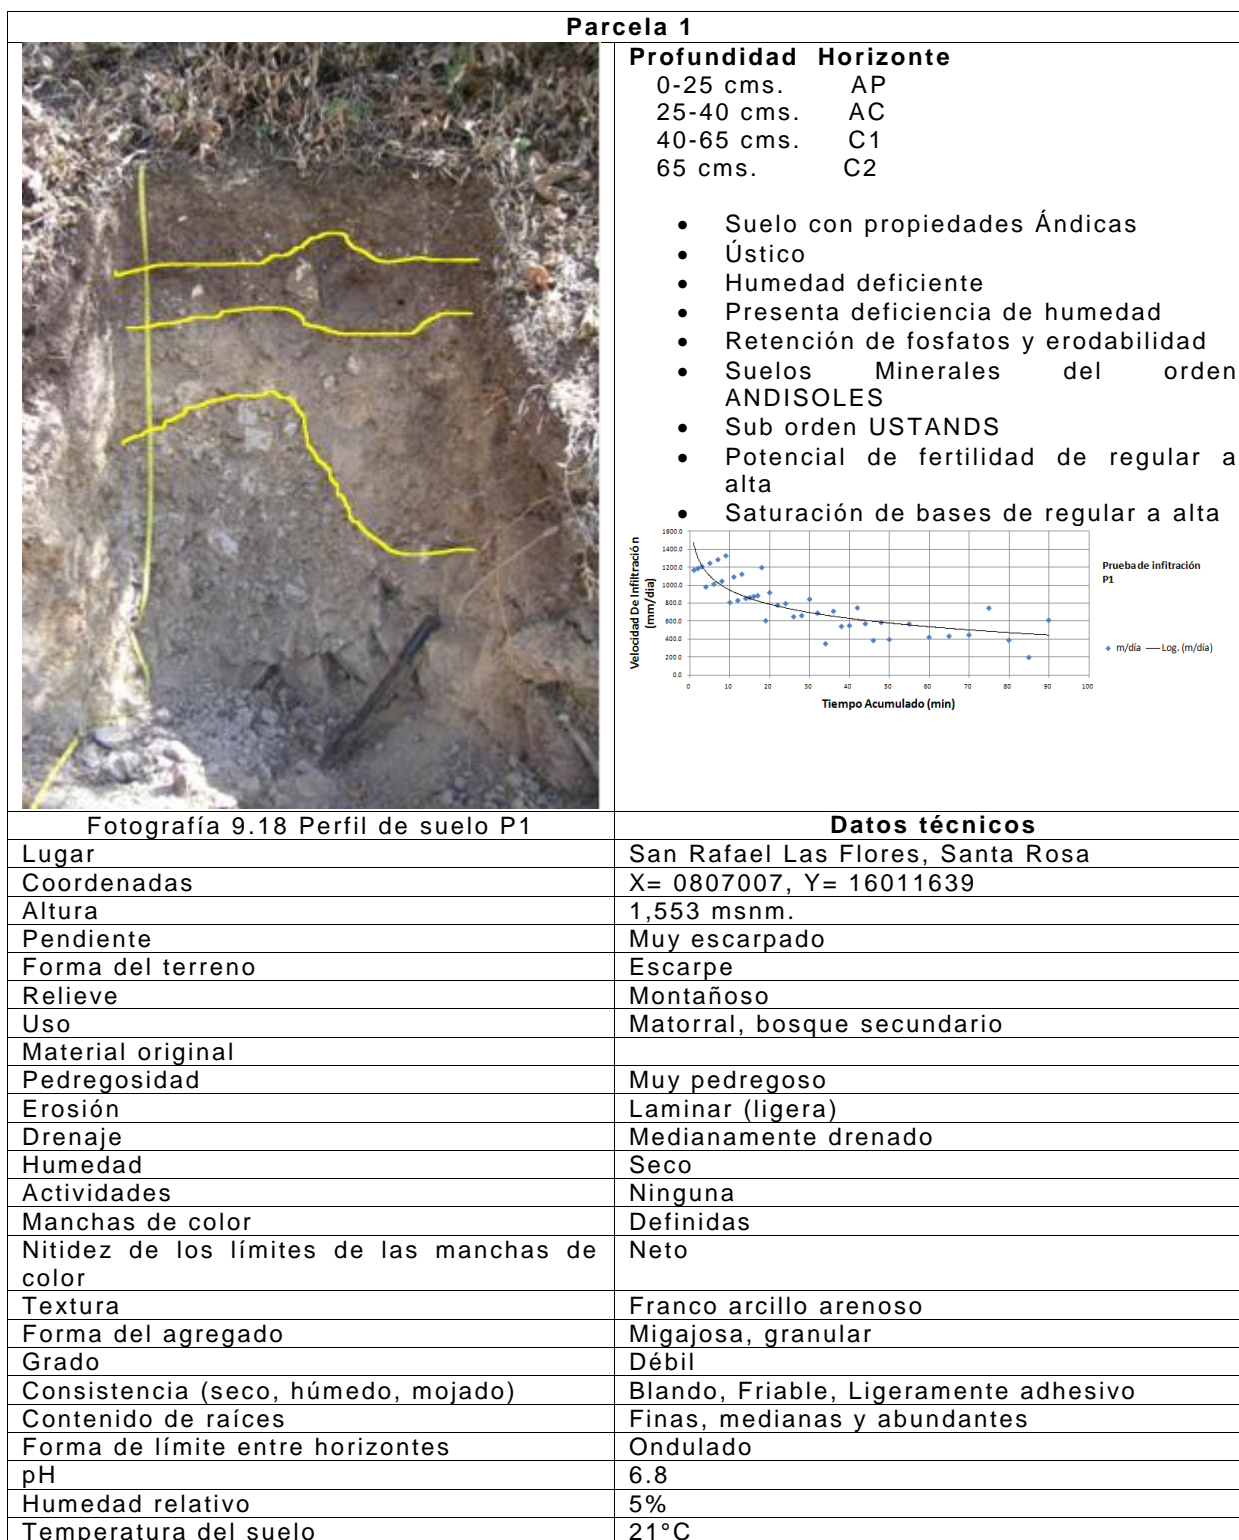 Parcela 1
Profundidad Horizonte
0-25 cms. AP
25-40 cms. AC
40-65 cms. C1
65 cms. C2
• Suelo con propiedades Ándicas
• Ústico
• Humedad deficiente
• Presenta deficiencia de humedad
• Retención de fosfatos y erodabilidad
• Suelos Minerales del orden
ANDISOLES
• Sub orden USTANDS
• Potencial de fertilidad de regular a
alta
• Saturación de bases de regular a alta
Velocidad De Infiltración
(mm/dia)
1600.0
1400.0
1200.0
1000.0
800.0
600.0
400.0
200.0
0.0
0 10 20 30 40 50 60 70 80 90 100
Tiempo Acumulado (min)
Prueba de infitración
P1
m/día Log. (m/día)
Fotografía 9.18 Perfil de suelo P1 Datos técnicos
Lugar San Rafael Las Flores, Santa Rosa
Coordenadas X= 0807007, Y= 16011639
Altura 1,553 msnm.
Pendiente Muy escarpado
Forma del terreno Escarpe
Relieve Montañoso
Uso Matorral, bosque secundario
Material original
Pedregosidad Muy pedregoso
Erosión Laminar (ligera)
Drenaje Medianamente drenado
Humedad Seco
Actividades Ninguna
Manchas de color Definidas
Nitidez de los límites de las manchas de Neto
color
Textura Franco arcillo arenoso
Forma del agregado Migajosa, granular
Grado Débil
Consistencia (seco, húmedo, mojado) Blando, Friable, Ligeramente adhesivo
Contenido de raíces Finas, medianas y abundantes
Forma de límite entre horizontes Ondulado
pH 6.8
Humedad relativo 5%
Temperatura del suelo 21°C